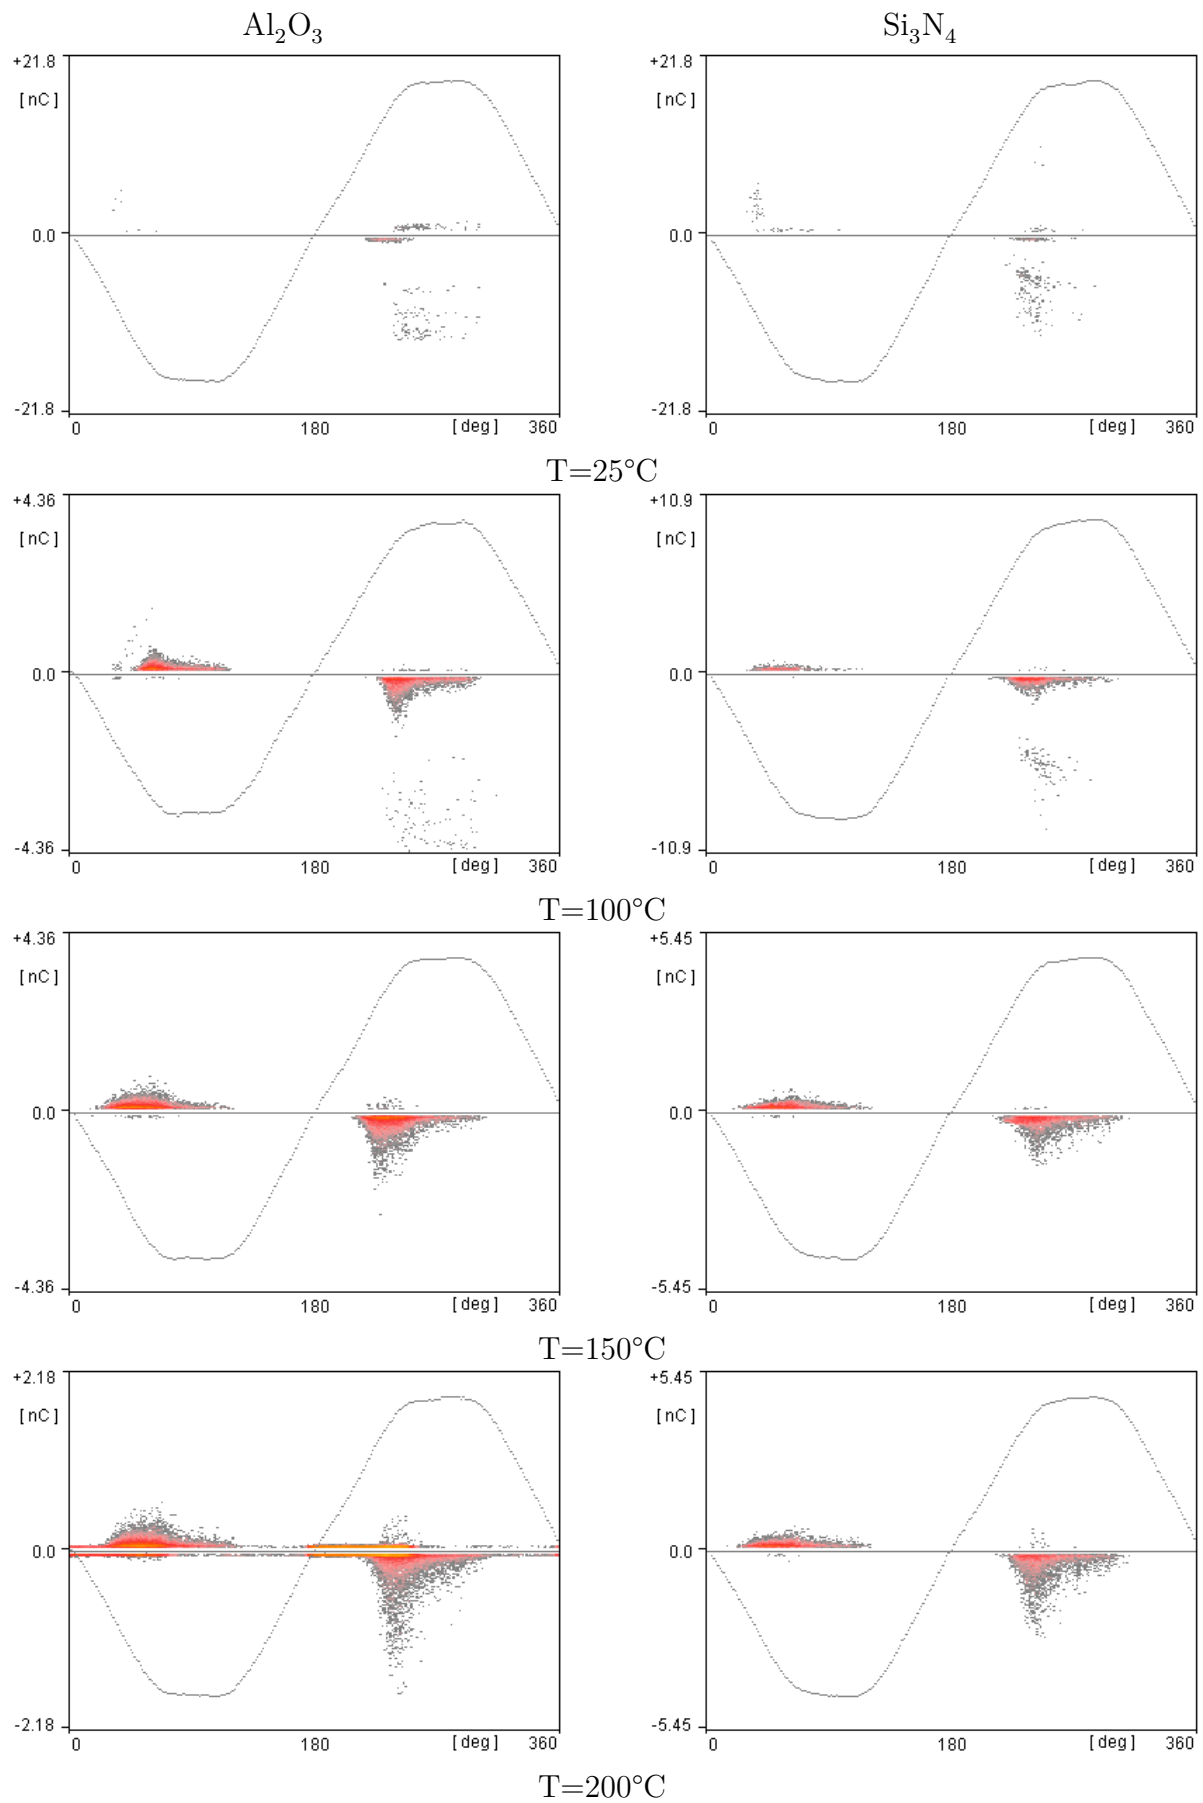 Al₂O₃ Si₃N₄
+21.8 +21.8
[nC] [nC]
0.0 0.0
-21.8 -21.8
0 180 [deg] 360 0 180 [deg] 360
T=25°C
+4.36 +10.9
[nC] [nC]
0.0 0.0
-4.36 -10.9
0 180 [deg] 360 0 180 [deg] 360
T=100°C
+4.36 +5.45
[nC] [nC]
0.0 0.0
-4.36 -5.45
0 180 [deg] 360 0 180 [deg] 360
T=150°C
+2.18 +5.45
[nC] [nC]
0.0 0.0
-2.18 -5.45
0 180 [deg] 360 0 180 [deg] 360
T=200°C